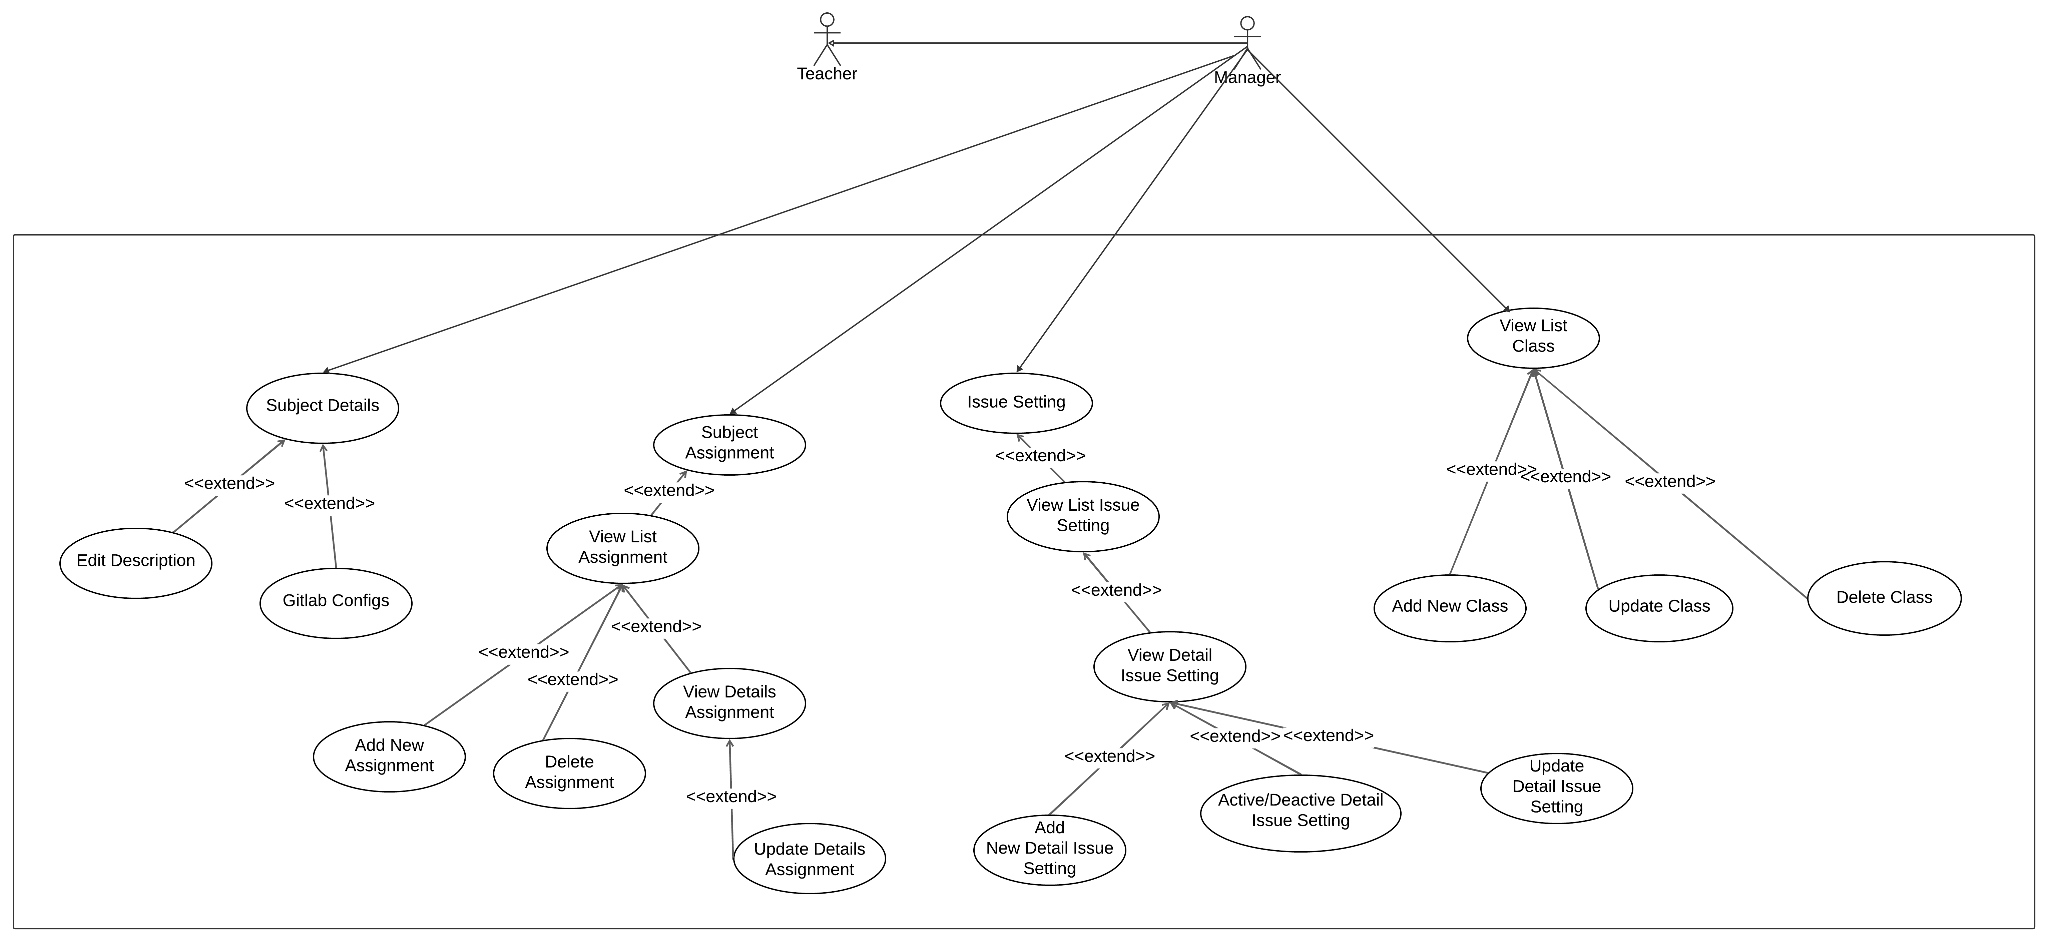 Teacher
Manager
View List
Class
Subject Details
Issue Setting
Subject
Assignment
<<extend>>
<<extend>>
<<extend>>
<<extend>>
<<extend>>
<<extend>>
<<extend>>
View List Issue
Setting
View List
Assignment
Edit Description
Gitlab Configs
<<extend>>
Add New Class
Update Class
Delete Class
<<extend>>
<<extend>>
<<extend>>
View Detail
Issue Setting
View Details
Assignment
<<extend>>
<<extend>>
<<extend>>
Add New
Assignment
Delete
Assignment
<<extend>>
Update
Detail Issue
Setting
Active/Deactive Detail
Issue Setting
Add
New Detail Issue
Setting
Update Details
Assignment